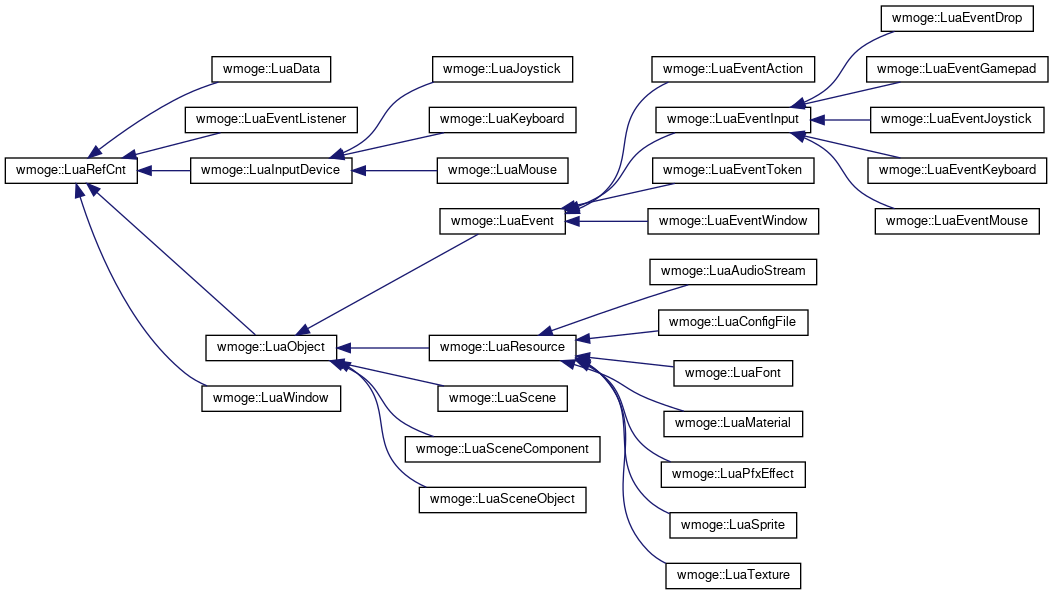 wmoge::LuaRefCnt
wmoge::LuaData
wmoge::LuaEventListener
wmoge::LuaInputDevice
wmoge::LuaObject
wmoge::LuaWindow
wmoge::LuaJoystick
wmoge::LuaKeyboard
wmoge::LuaMouse
wmoge::LuaEvent
wmoge::LuaResource
wmoge::LuaScene
wmoge::LuaSceneComponent
wmoge::LuaSceneObject
wmoge::LuaEventAction
wmoge::LuaEventInput
wmoge::LuaEventToken
wmoge::LuaEventWindow
wmoge::LuaAudioStream
wmoge::LuaConfigFile
wmoge::LuaFont
wmoge::LuaMaterial
wmoge::LuaPfxEffect
wmoge::LuaSprite
wmoge::LuaTexture
wmoge::LuaEventDrop
wmoge::LuaEventGamepad
wmoge::LuaEventJoystick
wmoge::LuaEventKeyboard
wmoge::LuaEventMouse